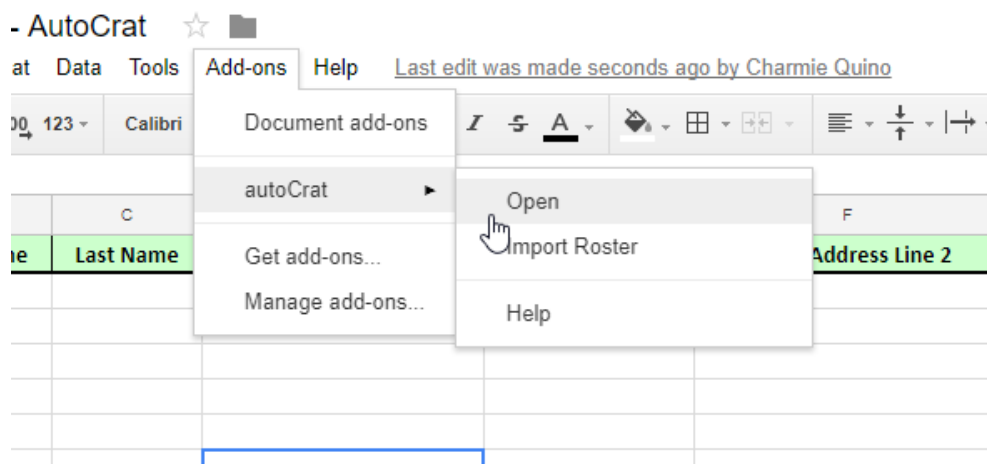 - AutoCrat
at Data Tools Add-ons Help Last edit was made seconds ago by Charmie Quino
00 123 Calibri Document add-ons I S A
autoCrat Open
C F
Import Roster
ne Last Name Address Line 2
Get add-ons...
Manage add-ons...
Help